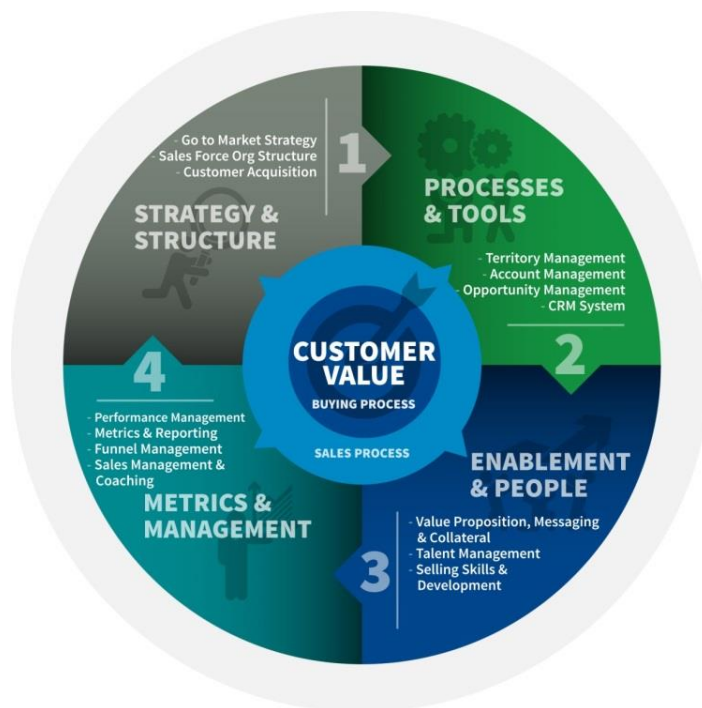 1
- Go to Market Strategy
- Sales Force Org Structure
- Customer Acquisition
STRATEGY &
STRUCTURE
PROCESSES
& TOOLS
- Territory Management
- Account Management
- Opportunity Management
- CRM System
2
ENABLEMENT
& PEOPLE
- Value Proposition, Messaging
& Collateral
- Talent Management
- Selling Skills &
Development
3
4
- Performance Management
- Metrics & Reporting
- Funnel Management
- Sales Management &
Coaching
METRICS &
MANAGEMENT
CUSTOMER
VALUE
BUYING PROCESS
SALES PROCESS